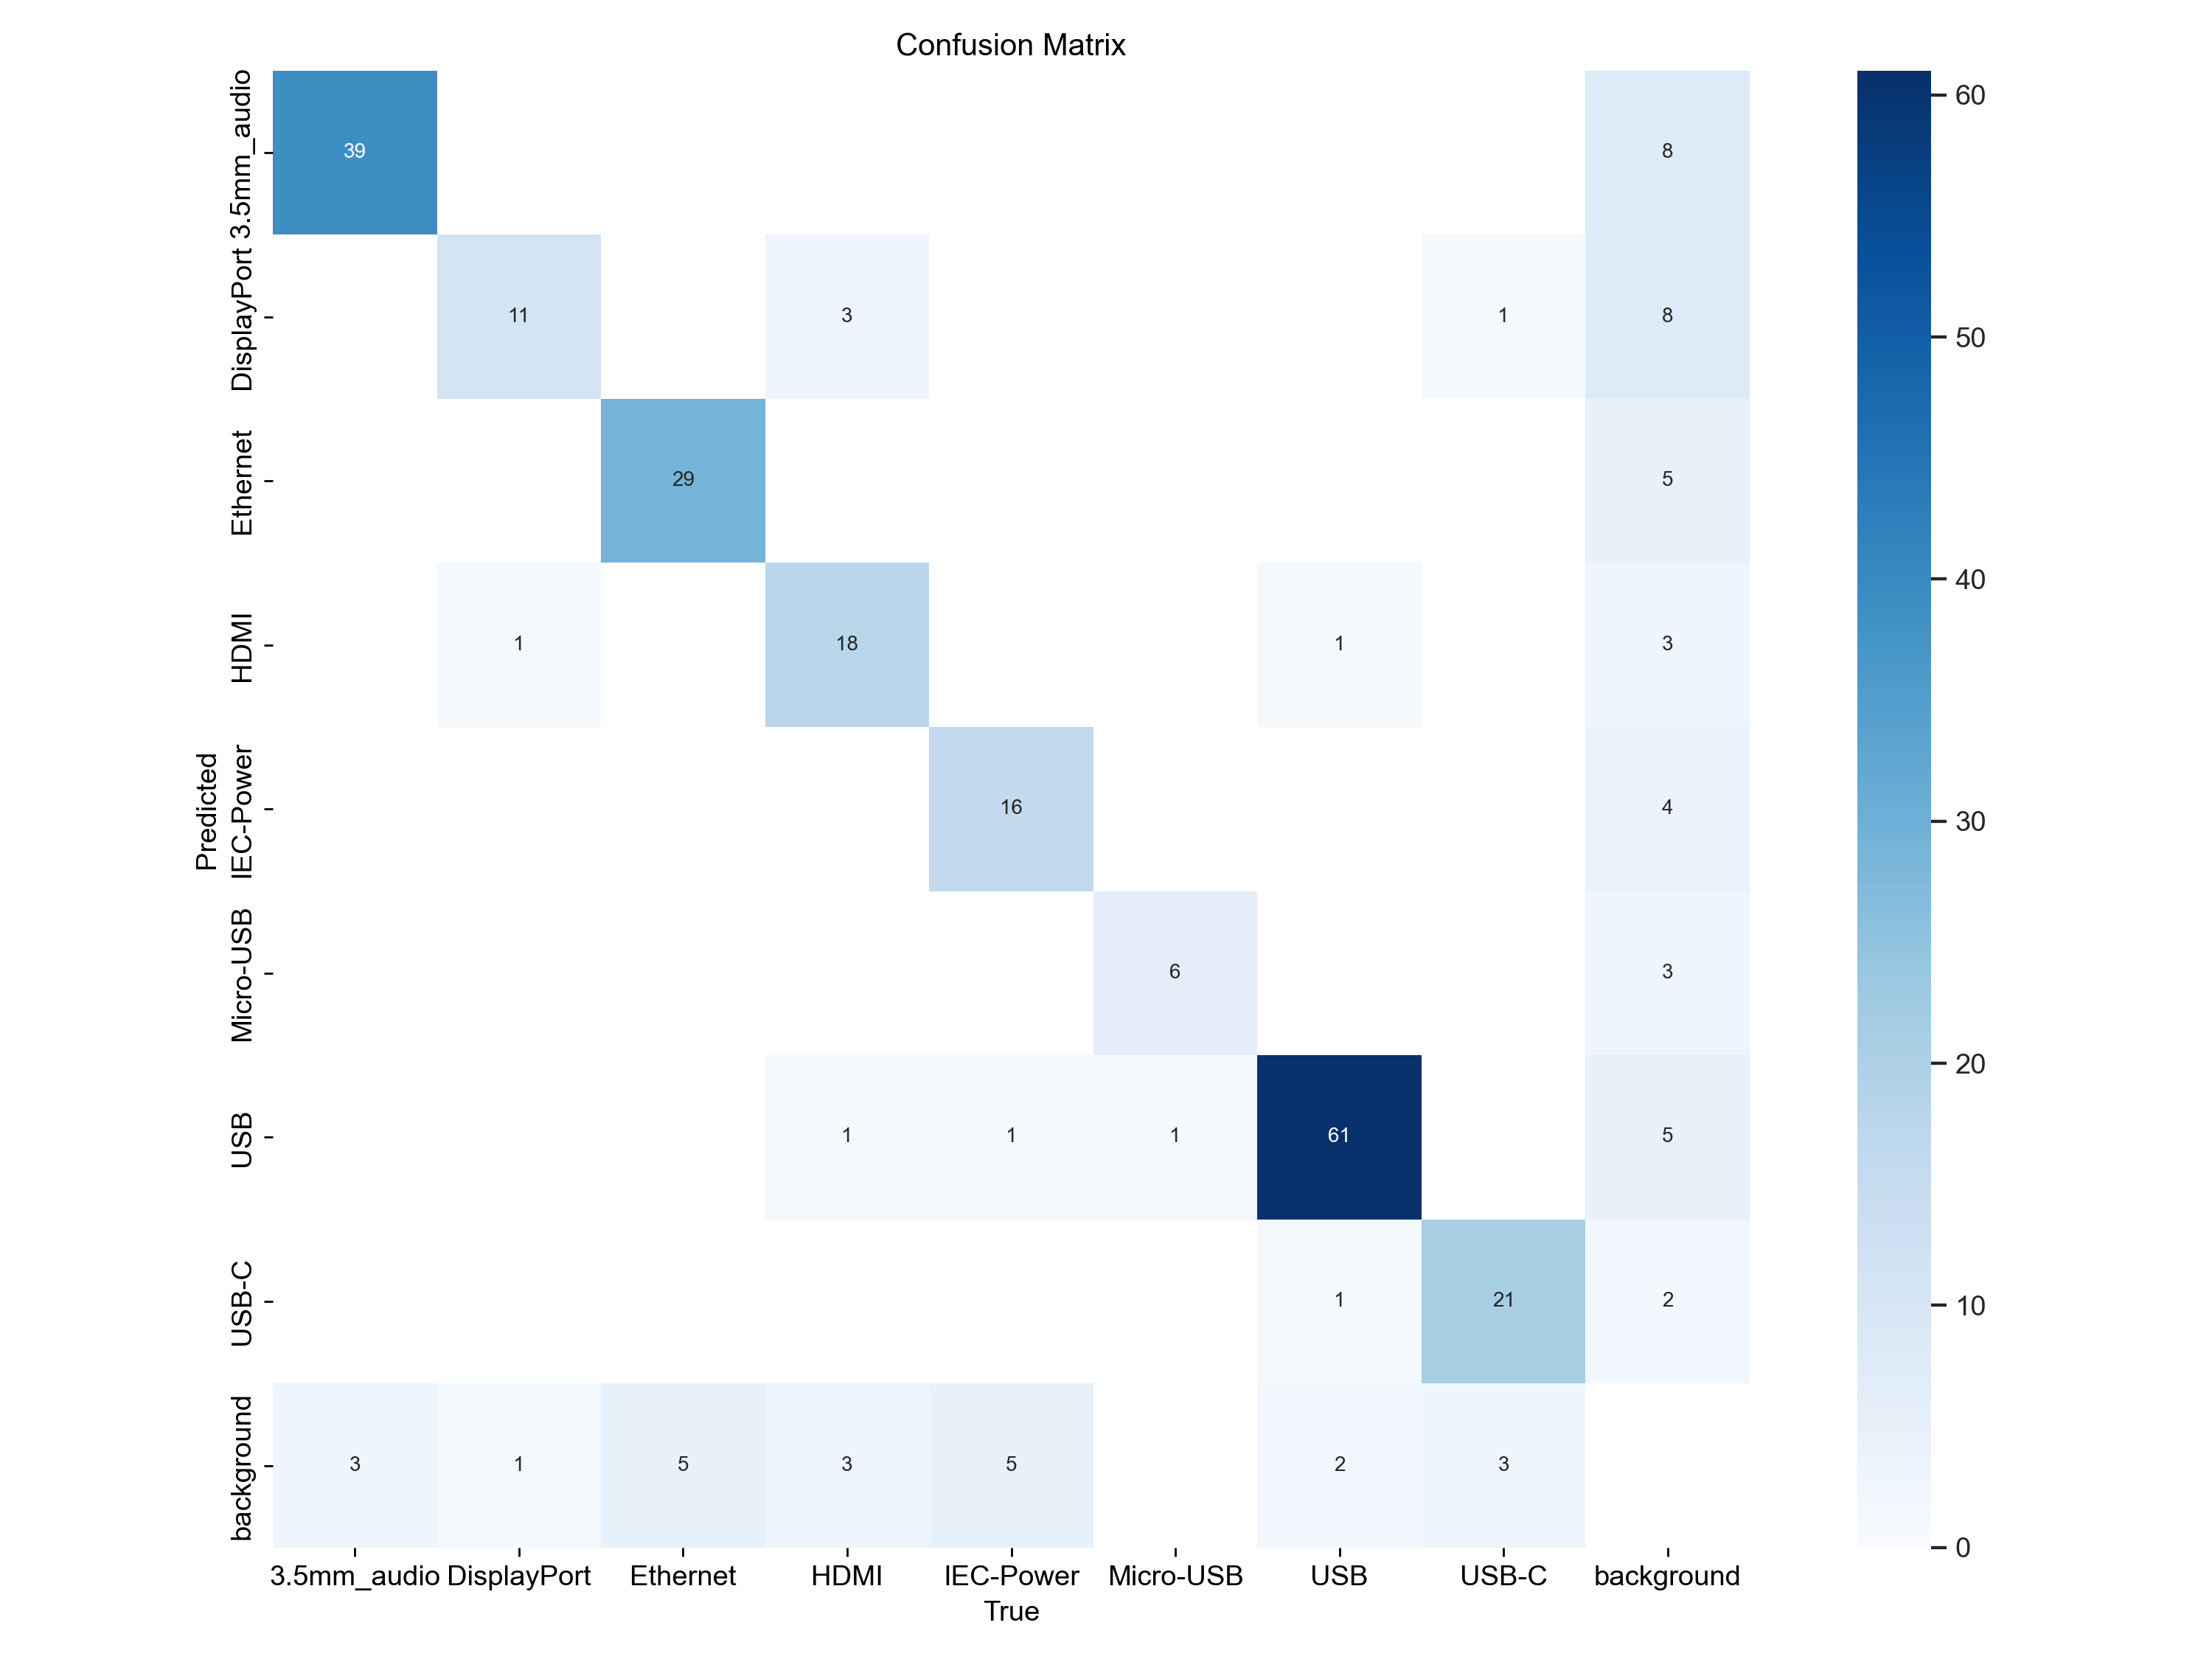 Confusion Matrix
3.5mm_audio 39 8
DisplayPort 11 3 1 8
Ethernet 29 5
HDMI 1 18 1 3
IEC-Power 16 4
Micro-USB 6 3
USB 1 1 1 61 5
USB-C 1 21 2
background 3 1 5 3 5 2 3
3.5mm_audio DisplayPort Ethernet HDMI IEC-Power Micro-USB USB USB-C background
True
Predicted
60
50
40
30
20
10
0